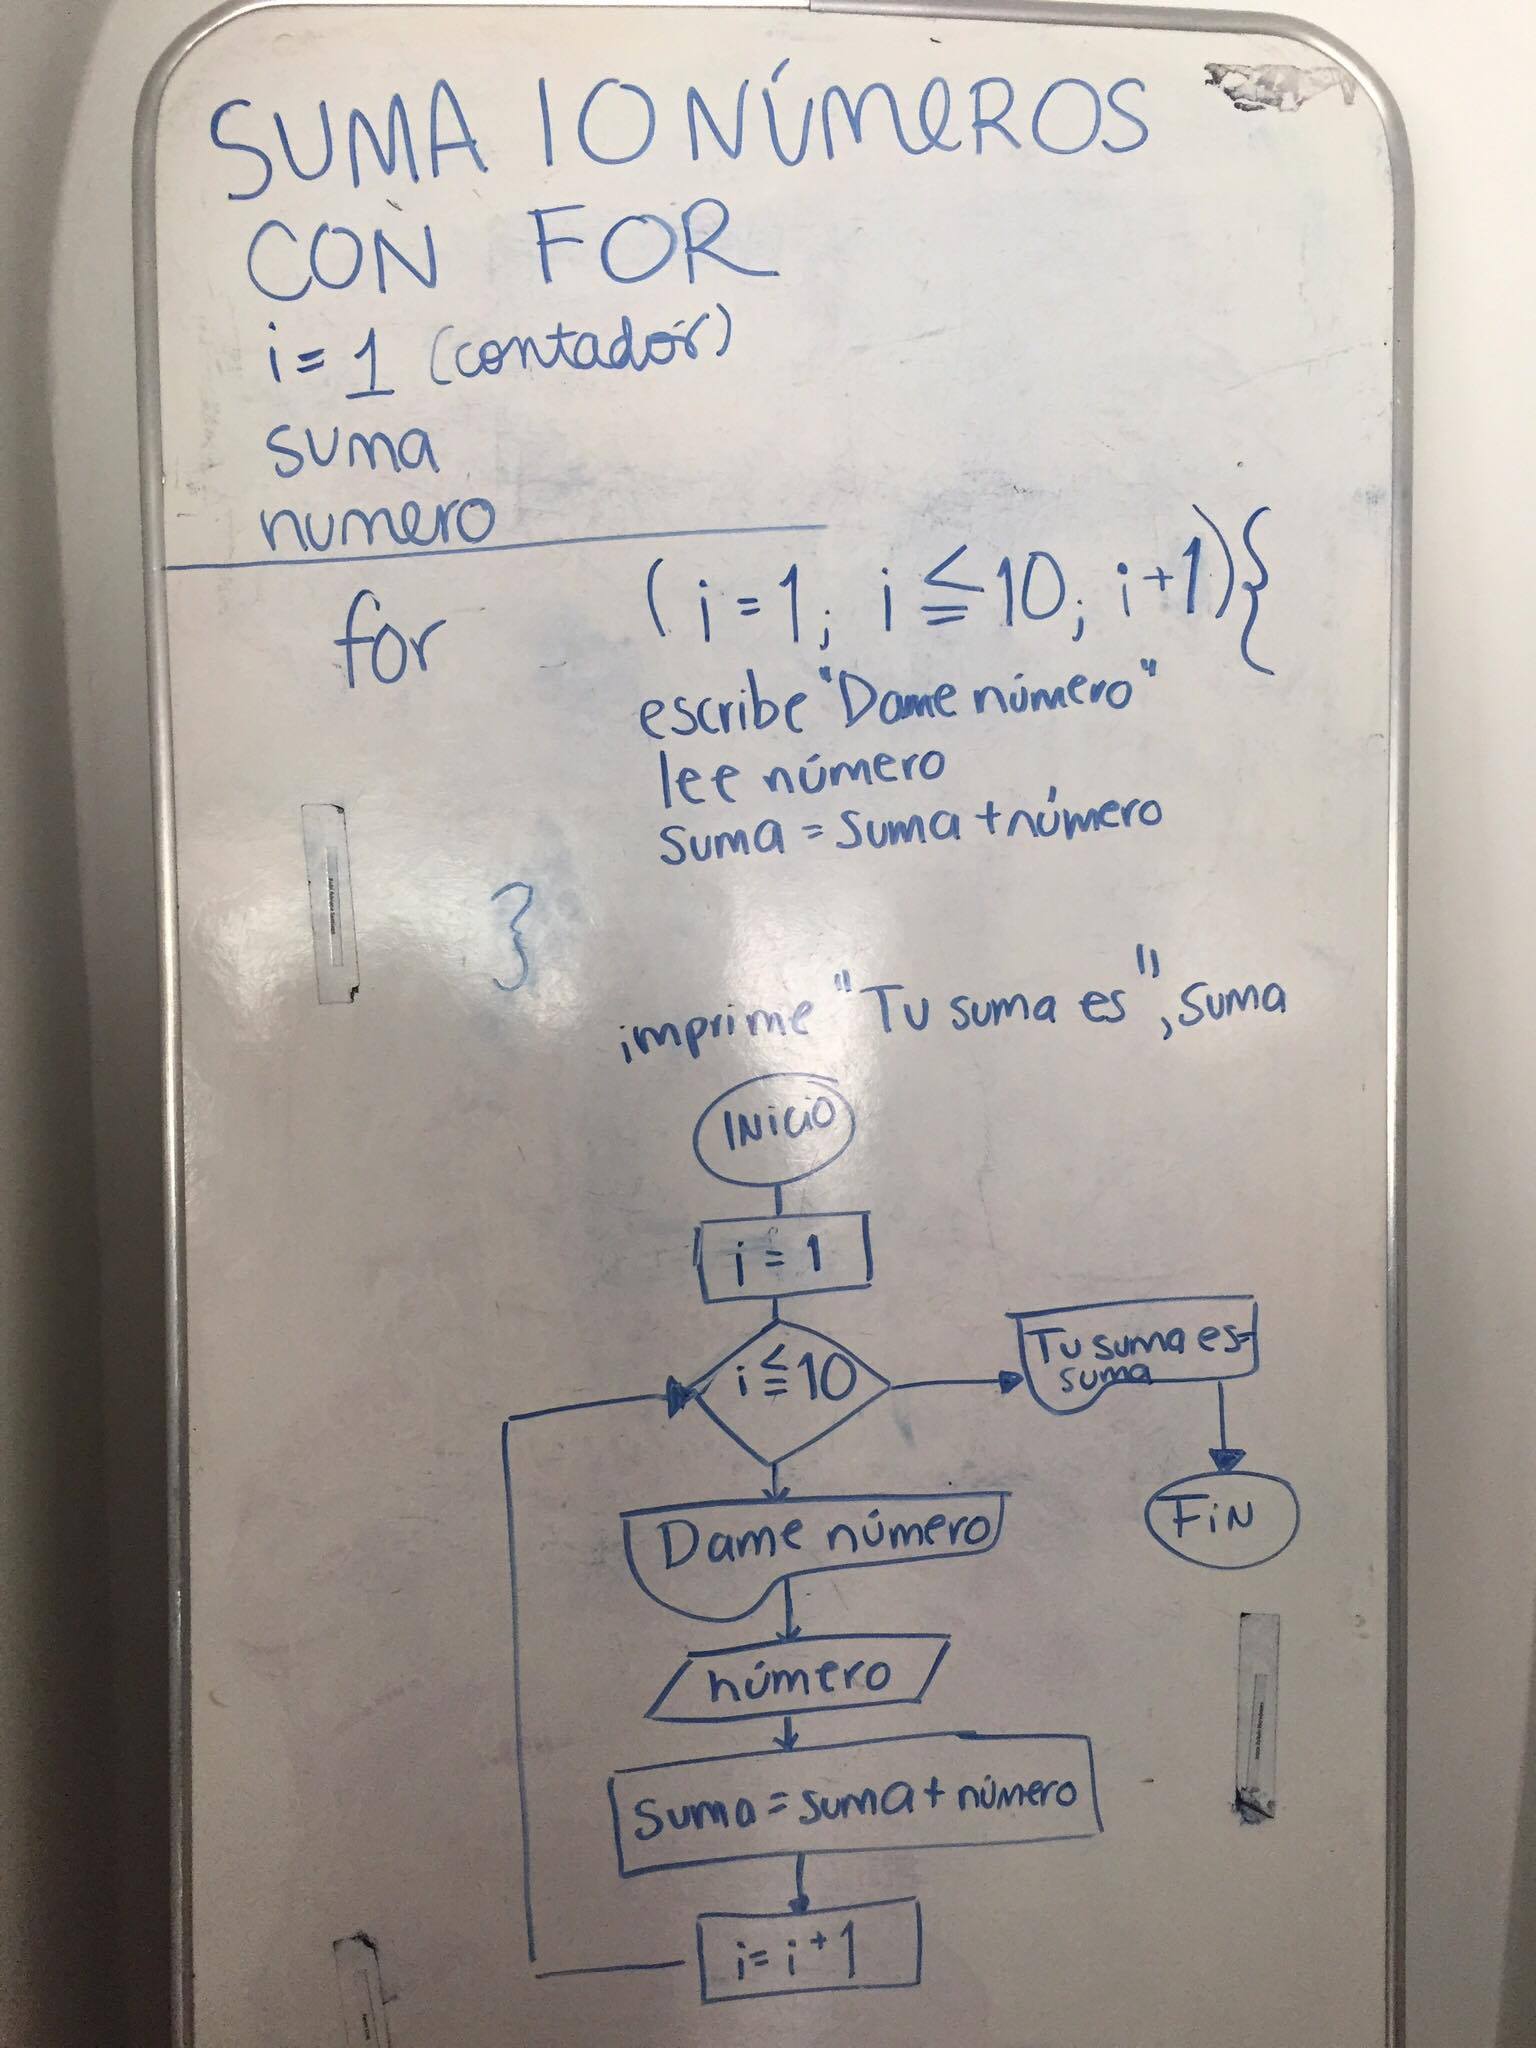 SUMA 10 NÚMEROS
CON FOR
i = 1 (contador)
suma
numero
for (i = 1; i ≦ 10; i+1){
escribe "Dame número"
lee número
suma = suma + número
}
imprime "Tu suma es", suma
INICIO
i = 1
i ≦ 10
Tu suma es-
suma
FIN
Dame número
número
suma = suma + número
i = i + 1